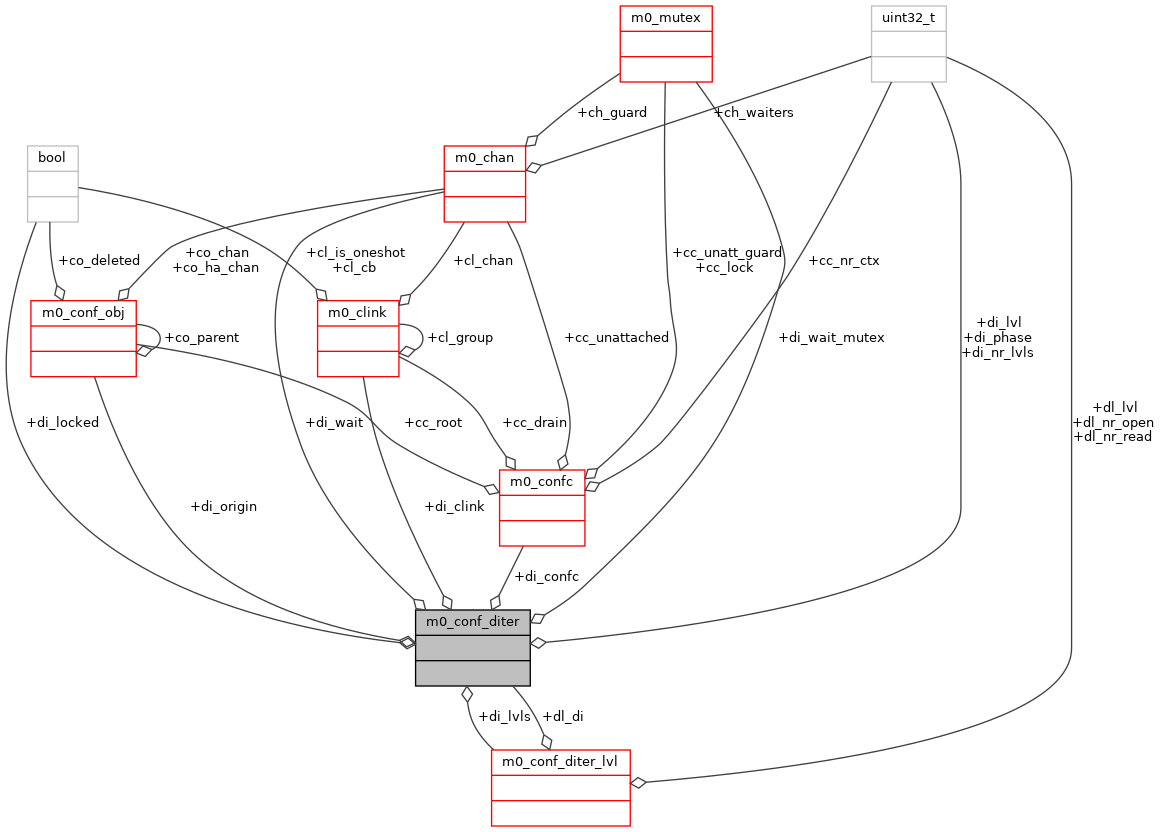 m0_mutex
uint32_t
+ch_guard
+ch_waiters
bool
m0_chan
+co_deleted
+co_chan
+co_ha_chan
+cl_is_oneshot
+cl_cb
+cl_chan
+cc_unatt_guard
+cc_lock
+cc_nr_ctx
m0_conf_obj
m0_clink
+co_parent
+cl_group
+cc_unattached
+di_wait_mutex
+di_lvl
+di_phase
+di_nr_lvls
+di_locked
+di_wait
+cc_root
+cc_drain
+dl_lvl
+dl_nr_open
+dl_nr_read
m0_confc
+di_origin
+di_clink
+di_confc
m0_conf_diter
+di_lvls
+dl_di
m0_conf_diter_lvl